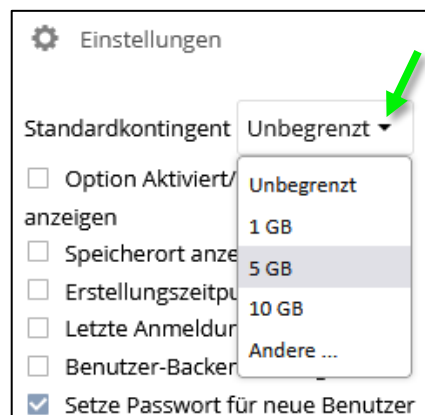 Einstellungen
Standardkontingent Unbegrenzt
Option Aktiviert/
anzeigen
Unbegrenzt
1 GB
5 GB
10 GB
Andere ...
Speicherort anze
Erstellungszeitpu
Letzte Anmeldur
Benutzer-Backer
Setze Passwort für neue Benutzer